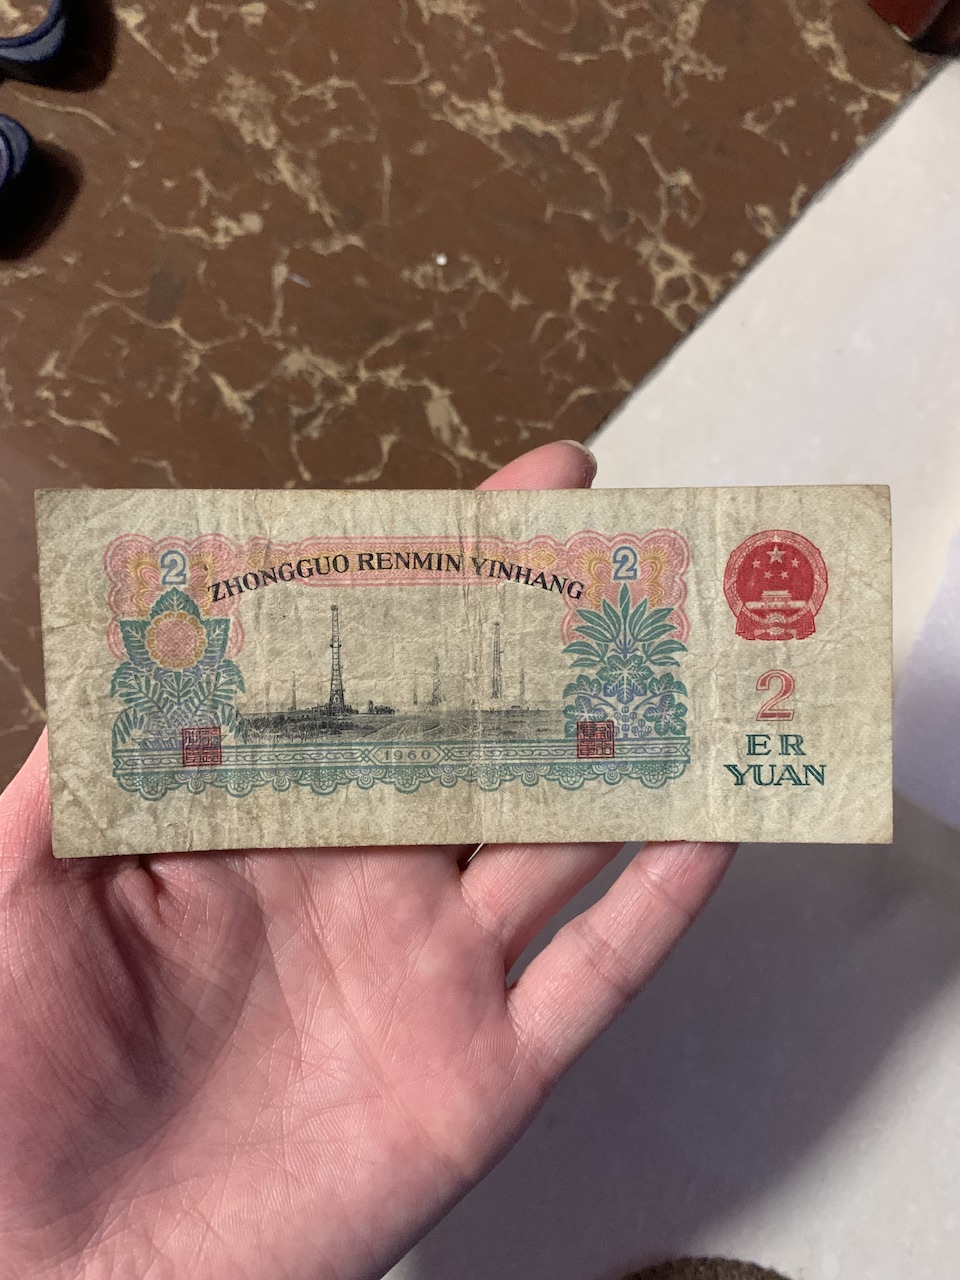 2
ZHONGGUO RENMIN YINHANG
2
1960
2
ER
YUAN